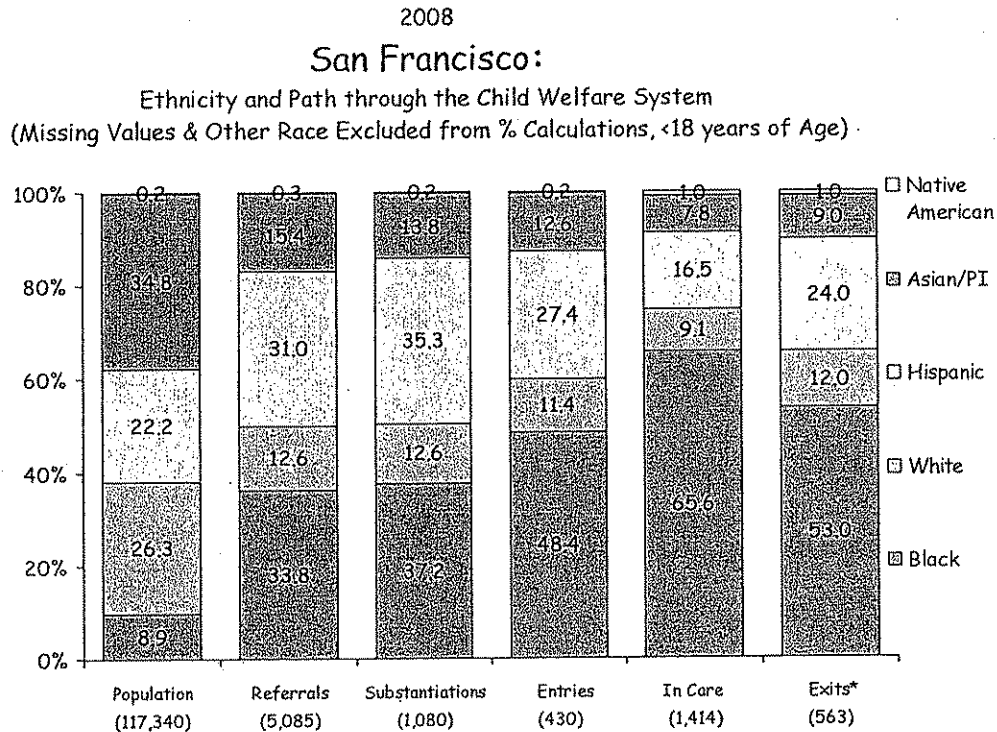 2008
San Francisco:
Ethnicity and Path through the Child Welfare System
(Missing Values & Other Race Excluded from % Calculations, <18 years of Age)
100%
80%
60%
40%
20%
0%
0.2
34.8
22.2
26.3
8.9
0.3
15.4
31.0
12.6
33.8
0.2
13.8
35.3
12.6
37.2
0.2
12.6
27.4
11.4
48.4
1.0
7.8
16.5
9.1
65.6
1.0
9.0
24.0
12.0
53.0
Native
American
Asian/PI
Hispanic
White
Black
Population
(117,340)
Referrals
(5,085)
Substantiations
(1,080)
Entries
(430)
In Care
(1,414)
Exits*
(563)